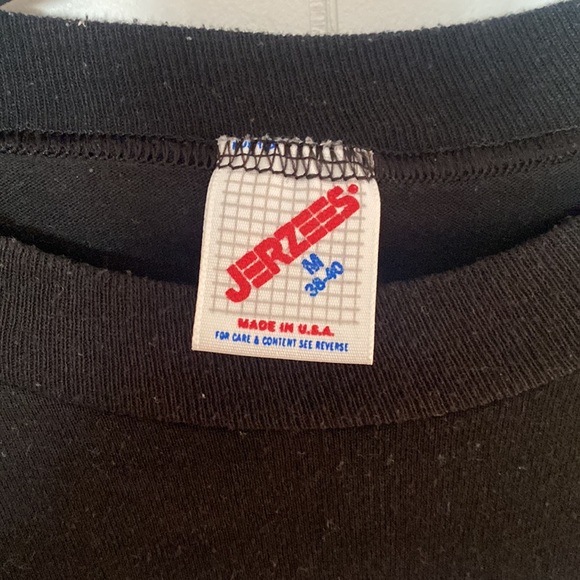 JERZEES®
M
38-40
MADE IN U.S.A.
FOR CARE & CONTENT SEE REVERSE